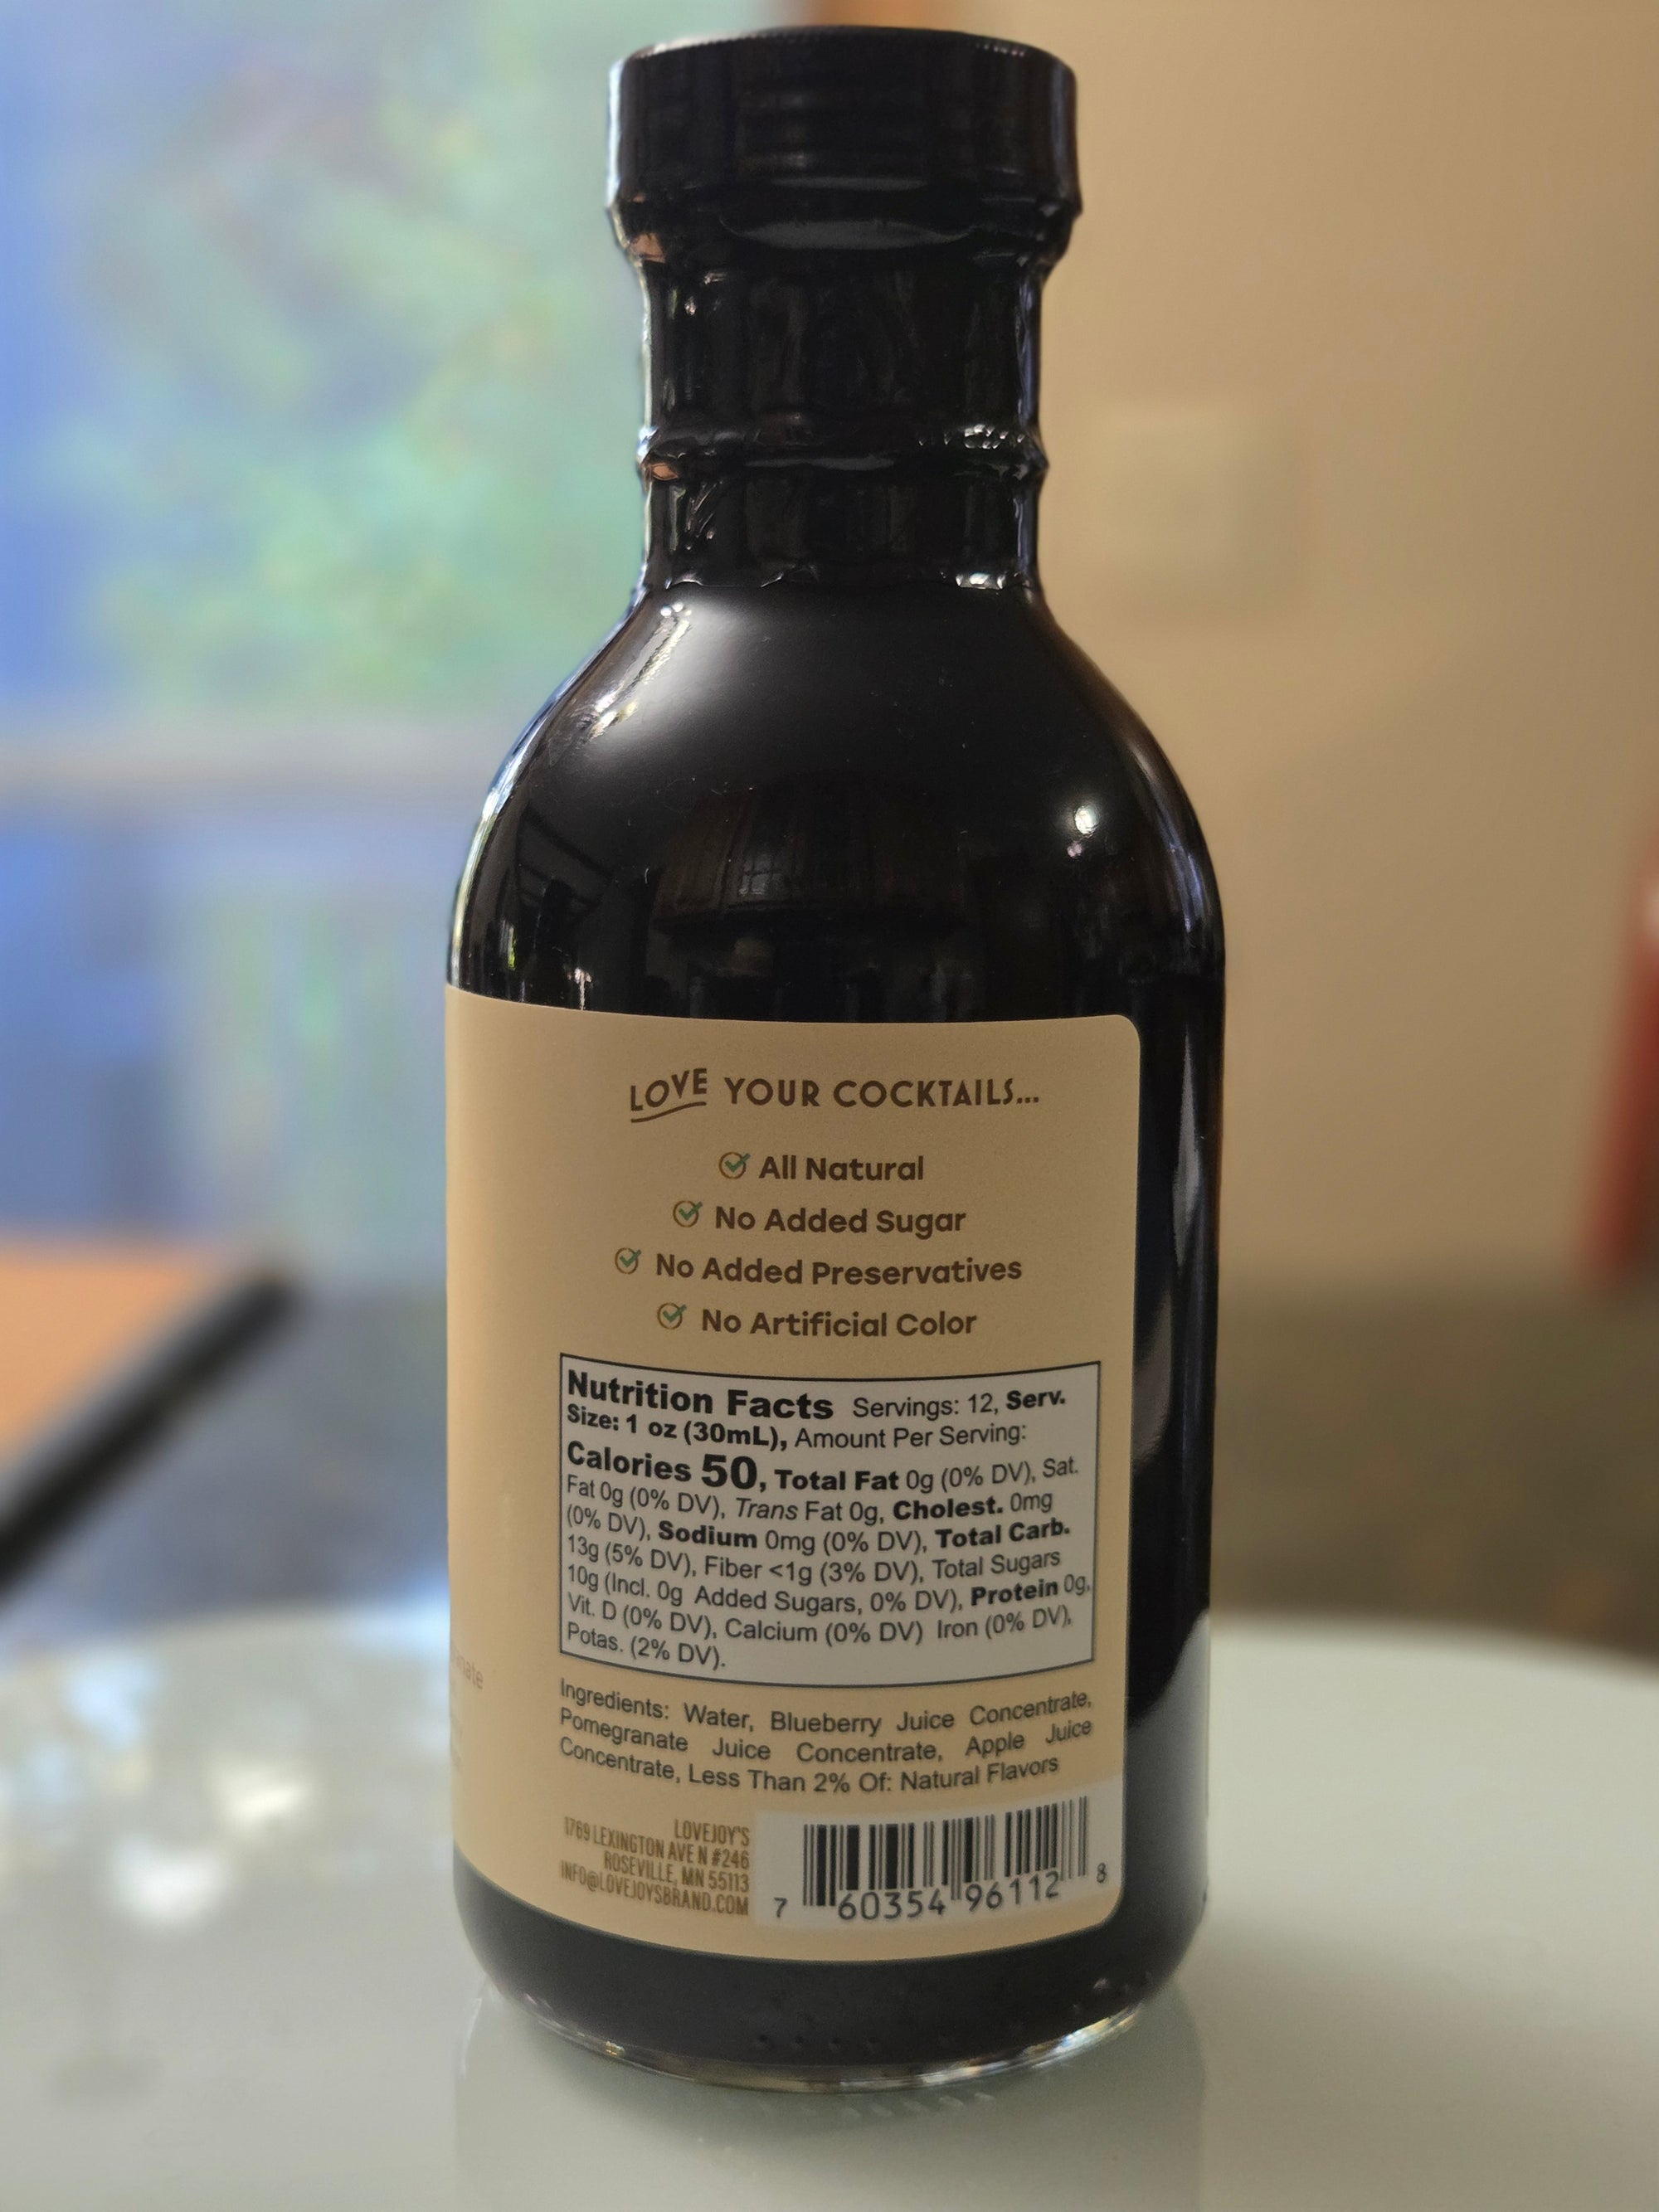 LOVE YOUR COCKTAILS...
All Natural
No Added Sugar
No Added Preservatives
No Artificial Color
Nutrition Facts Servings: 12, Serv.
Size: 1 oz (30mL), Amount Per Serving:
Calories 50, Total Fat 0g (0% DV), Sat.
Fat 0g (0% DV), Trans Fat 0g, Cholest. 0mg
(0% DV), Sodium 0mg (0% DV), Total Carb.
13g (5% DV), Fiber <1g (3% DV), Total Sugars
10g (Incl. 0g Added Sugars, 0% DV), Protein 0g,
Vit. D (0% DV), Calcium (0% DV) Iron (0% DV),
Potas. (2% DV).
Ingredients: Water, Blueberry Juice Concentrate,
Pomegranate Juice Concentrate, Apple Juice
Concentrate, Less Than 2% Of: Natural Flavors
LOVEJOY'S
1769 LEXINGTON AVE N #246
ROSEVILLE, MN 55113
INFO@LOVEJOYSBRAND.COM
7 60354 96112 8